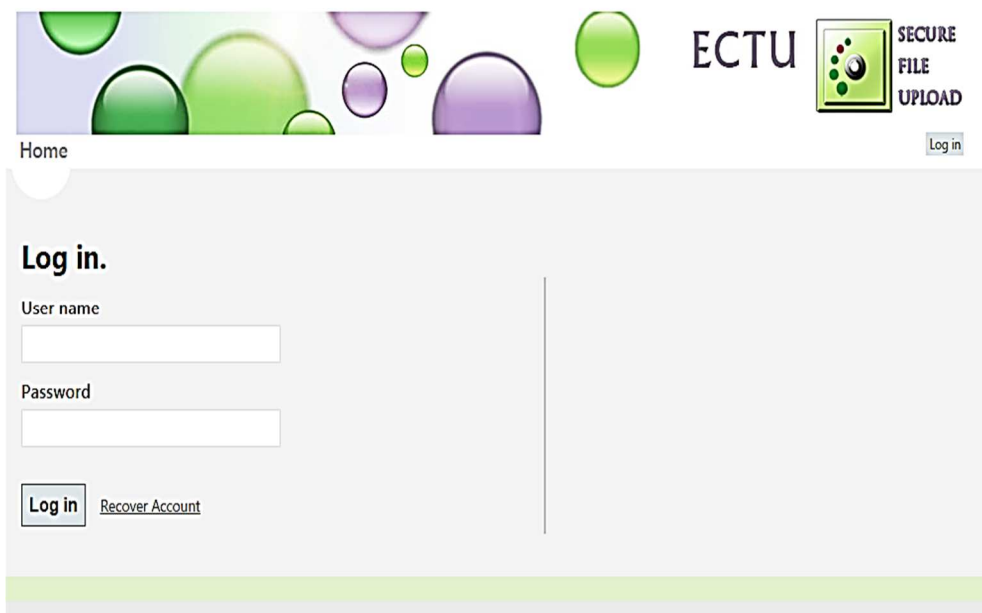 ECTU
SECURE
FILE
UPLOAD
Home
Log in
Log in.
User name
Password
Log in
Recover Account